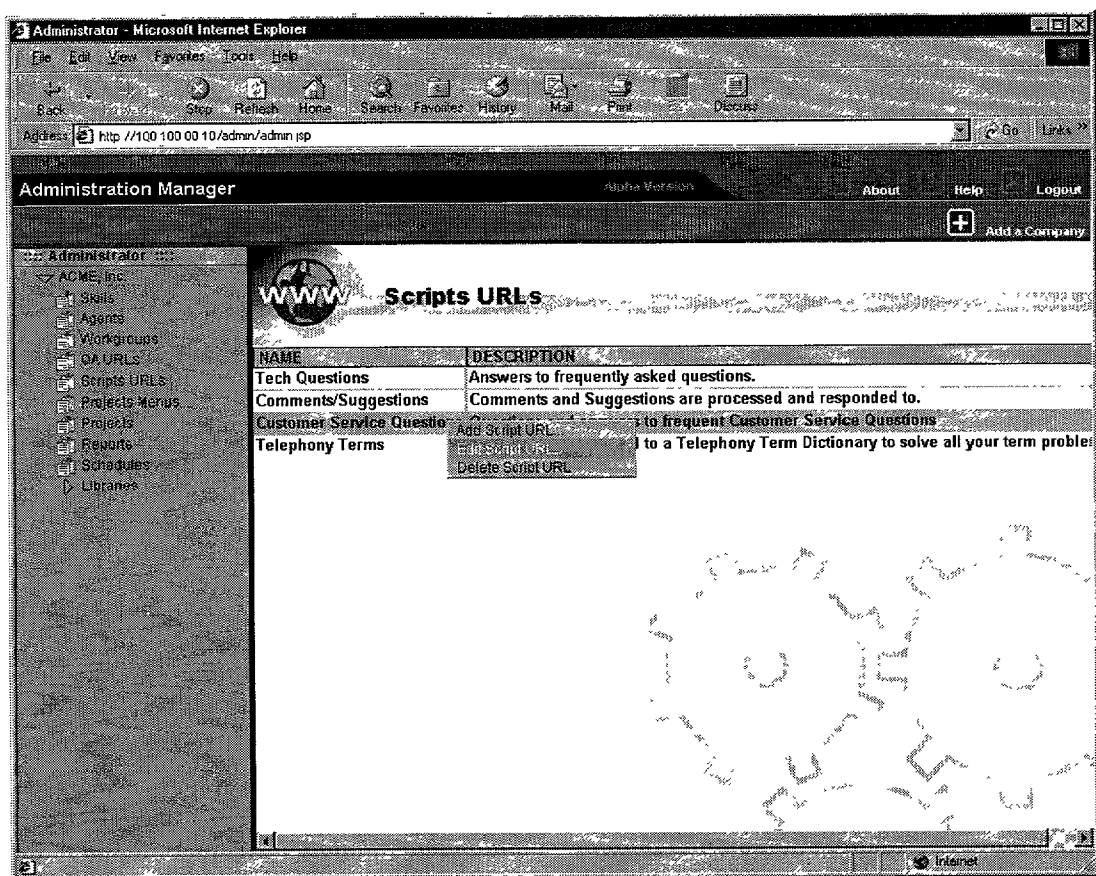 Administrator - Microsoft Internet Explorer
File Edit View Favorites Tools Help
Back Stop Refresh Home Search Favorites History Mail Print Discuss
Address http //100 100 00 10/admin/admin jsp Go Links »
Administration Manager Alpha Version About Help Logout
Add a Company
::: Administrator :::
ACME, Inc
Skills
Agents
Workgroups
QA URLs
Scripts URLs
Projects Menus
Projects
Reports
Schedules
Libraries
WWW Scripts URLs
NAME DESCRIPTION
Tech Questions Answers to frequently asked questions.
Comments/Suggestions Comments and Suggestions are processed and responded to.
Customer Service Questio s to frequent Customer Service Questions
Telephony Terms d to a Telephony Term Dictionary to solve all your term proble
Add Script URL
Edit Script URL
Delete Script URL
Internet